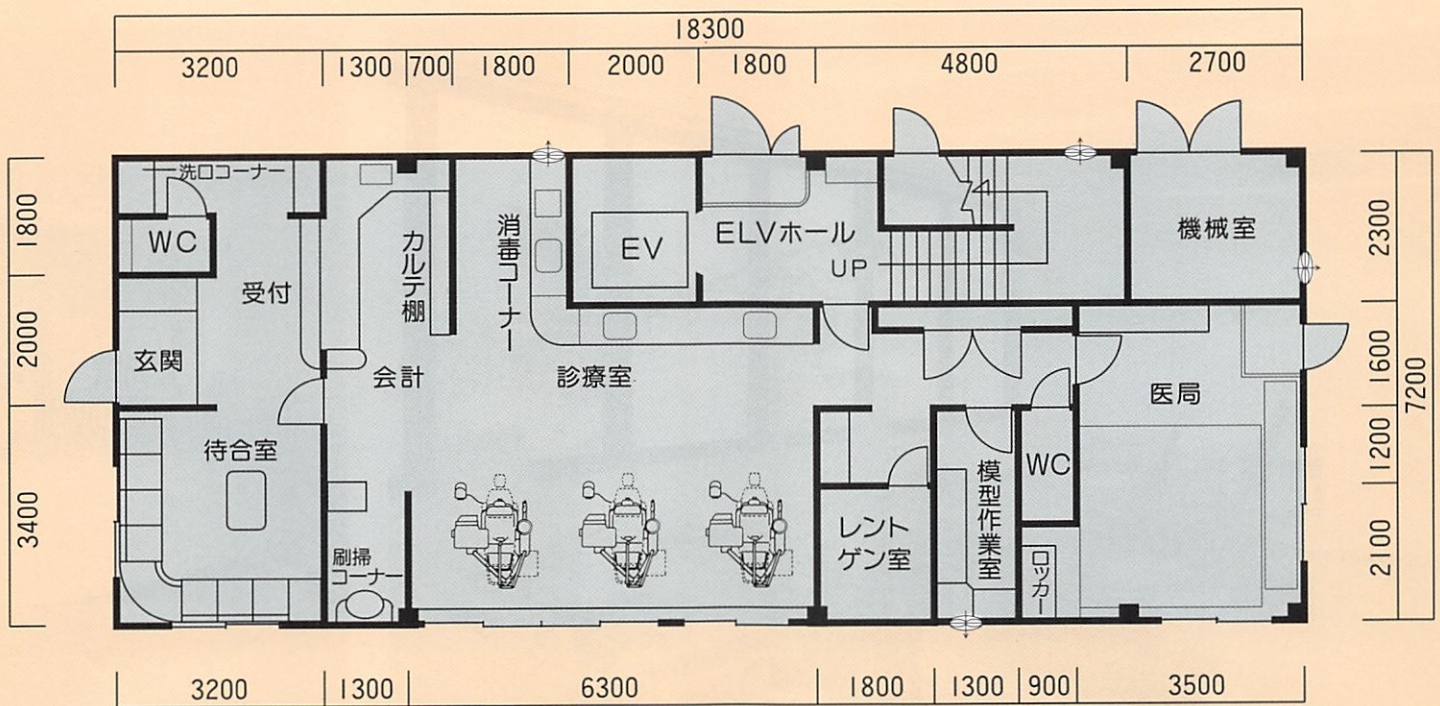 18300
3200 1300 700 1800 2000 1800 4800 2700
1800
2000
3400
2300
1600
1200
2100
7200
洗口コーナー
WC
受付
玄関
待合室
カルテ棚
会計
刷掃
コーナー
消毒コーナー
診療室
EV
ELVホール
UP
機械室
医局
レント
ゲン室
模型作業室
WC
ロッカー
3200 1300 6300 1800 1300 900 3500